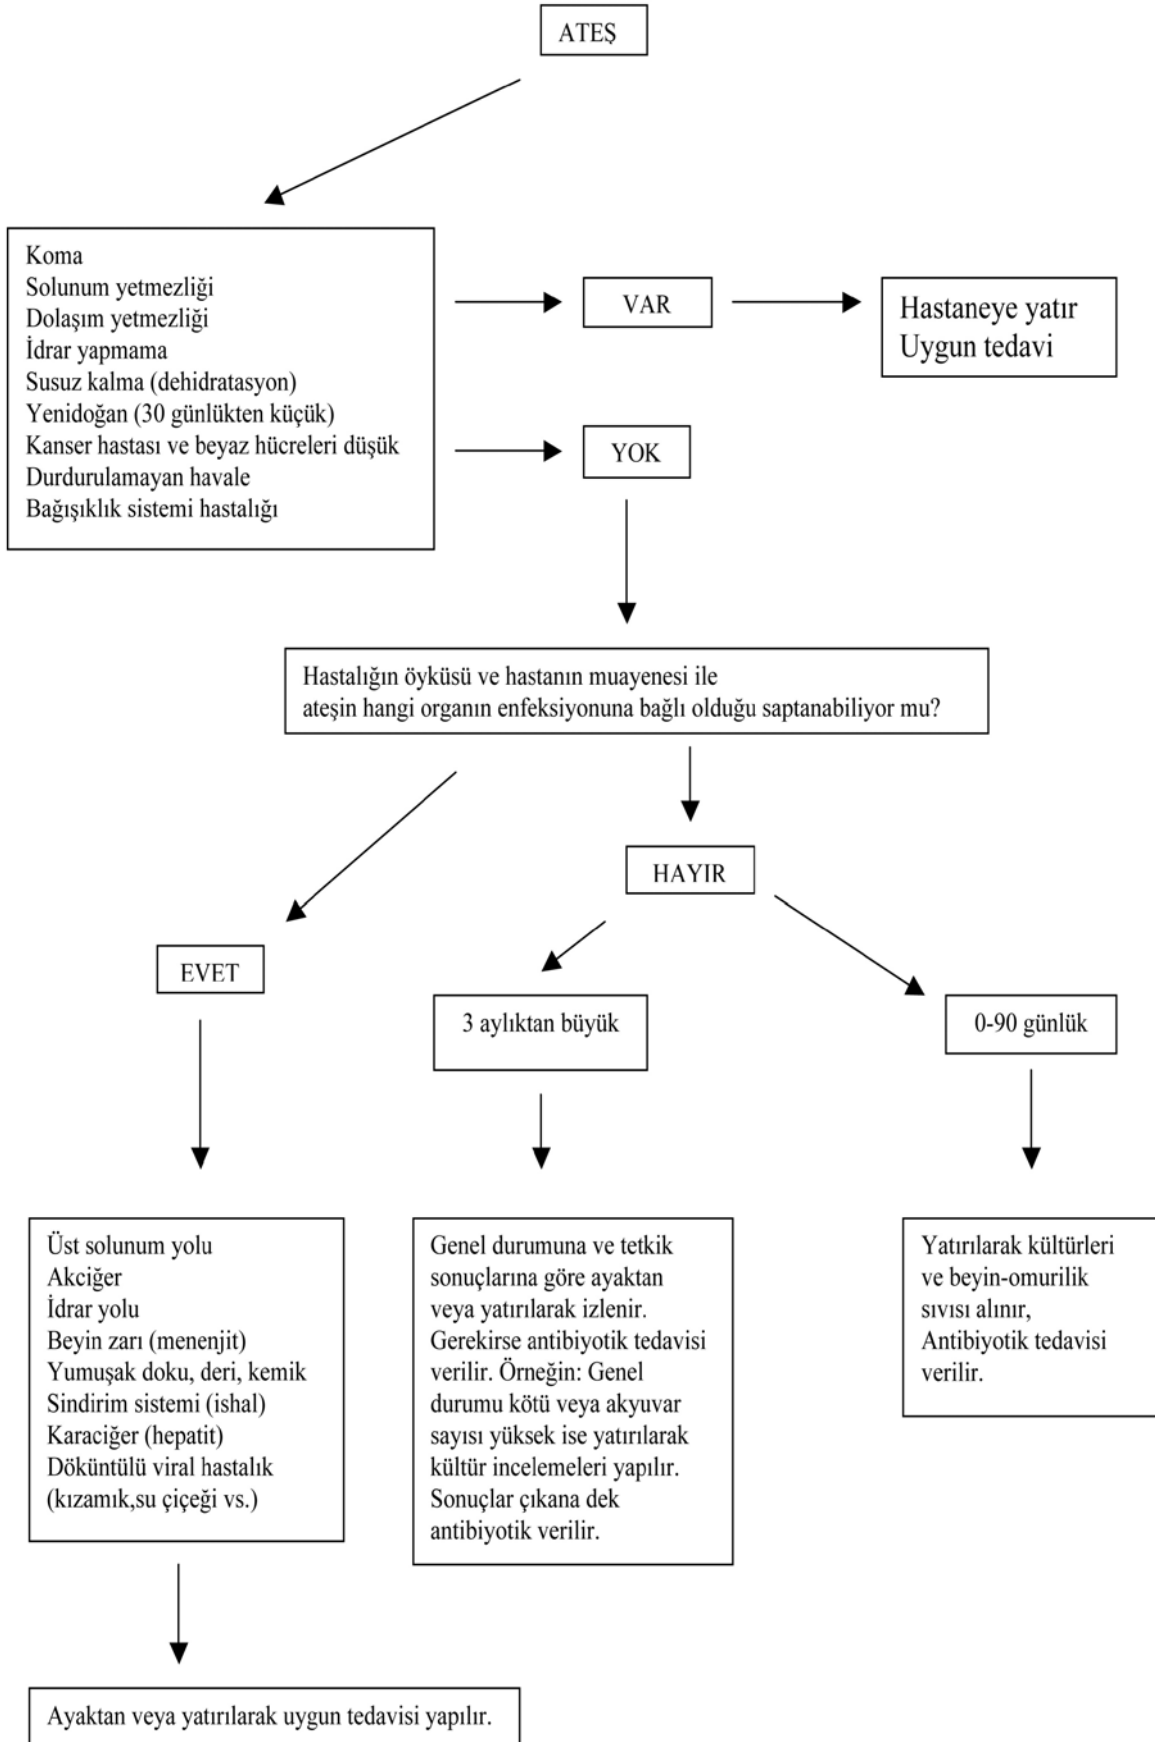 ATEŞ
Koma
Solunum yetmezliği
Dolaşım yetmezliği
İdrar yapmama
Susuz kalma (dehidratasyon)
Yenidoğan (30 günlükten küçük)
Kanser hastası ve beyaz hücreleri düşük
Durdurulamayan havale
Bağışıklık sistemi hastalığı
VAR
Hastaneye yatır
Uygun tedavi
YOK
Hastalığın öyküsü ve hastanın muayenesi ile
ateşin hangi organın enfeksiyonuna bağlı olduğu saptanabiliyor mu?
HAYIR
EVET
3 aylıktan büyük
0-90 günlük
Üst solunum yolu
Akciğer
İdrar yolu
Beyin zarı (menenjit)
Yumuşak doku, deri, kemik
Sindirim sistemi (ishal)
Karaciğer (hepatit)
Döküntülü viral hastalık
(kızamık,su çiçeği vs.)
Genel durumuna ve tetkik
sonuçlarına göre ayaktan
veya yatırılarak izlenir.
Gerekirse antibiyotik tedavisi
verilir. Örneğin: Genel
durumu kötü veya akyuvar
sayısı yüksek ise yatırılarak
kültür incelemeleri yapılır.
Sonuçlar çıkana dek
antibiyotik verilir.
Yatırılarak kültürleri
ve beyin-omurilik
sıvısı alınır,
Antibiyotik tedavisi
verilir.
Ayaktan veya yatırılarak uygun tedavisi yapılır.